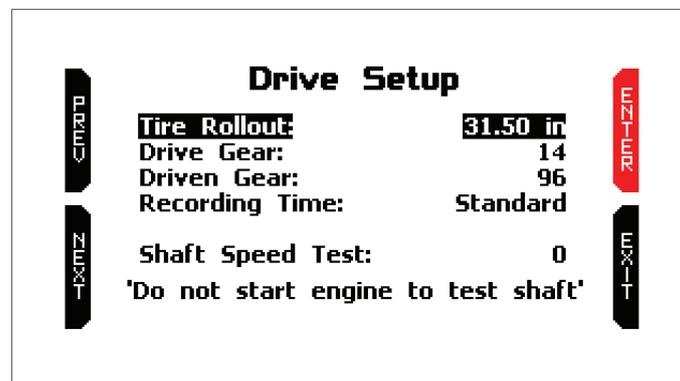 Drive Setup
PREV
ENTER
Tire Rollout: 31.50 in
Drive Gear: 14
Driven Gear: 96
Recording Time: Standard
NEXT
EXIT
Shaft Speed Test: 0
'Do not start engine to test shaft'